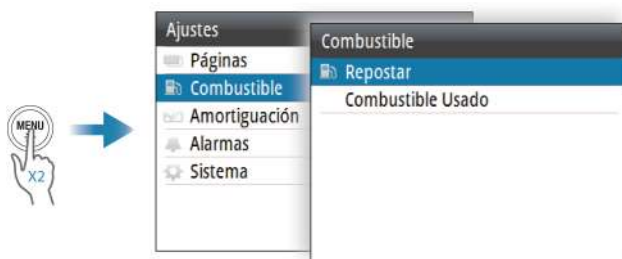 MENU
X2
Ajustes
Páginas
Combustible
Amortiguación
Alarmas
Sistema
Combustible
Repostar
Combustible Usado